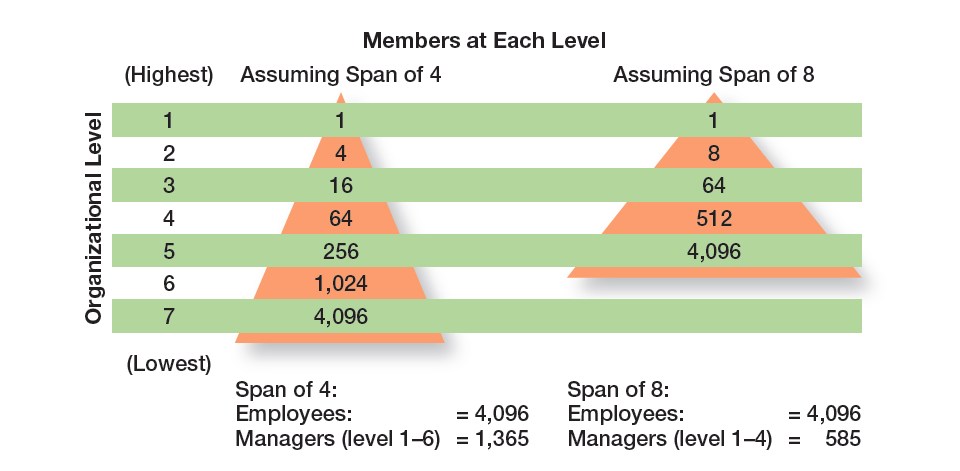 Members at Each Level
(Highest) Assuming Span of 4 Assuming Span of 8
Organizational Level
1 1 1
2 4 8
3 16 64
4 64 512
5 256 4,096
6 1,024
7 4,096
(Lowest)
Span of 4: Span of 8:
Employees: = 4,096 Employees: = 4,096
Managers (level 1–6) = 1,365 Managers (level 1–4) = 585